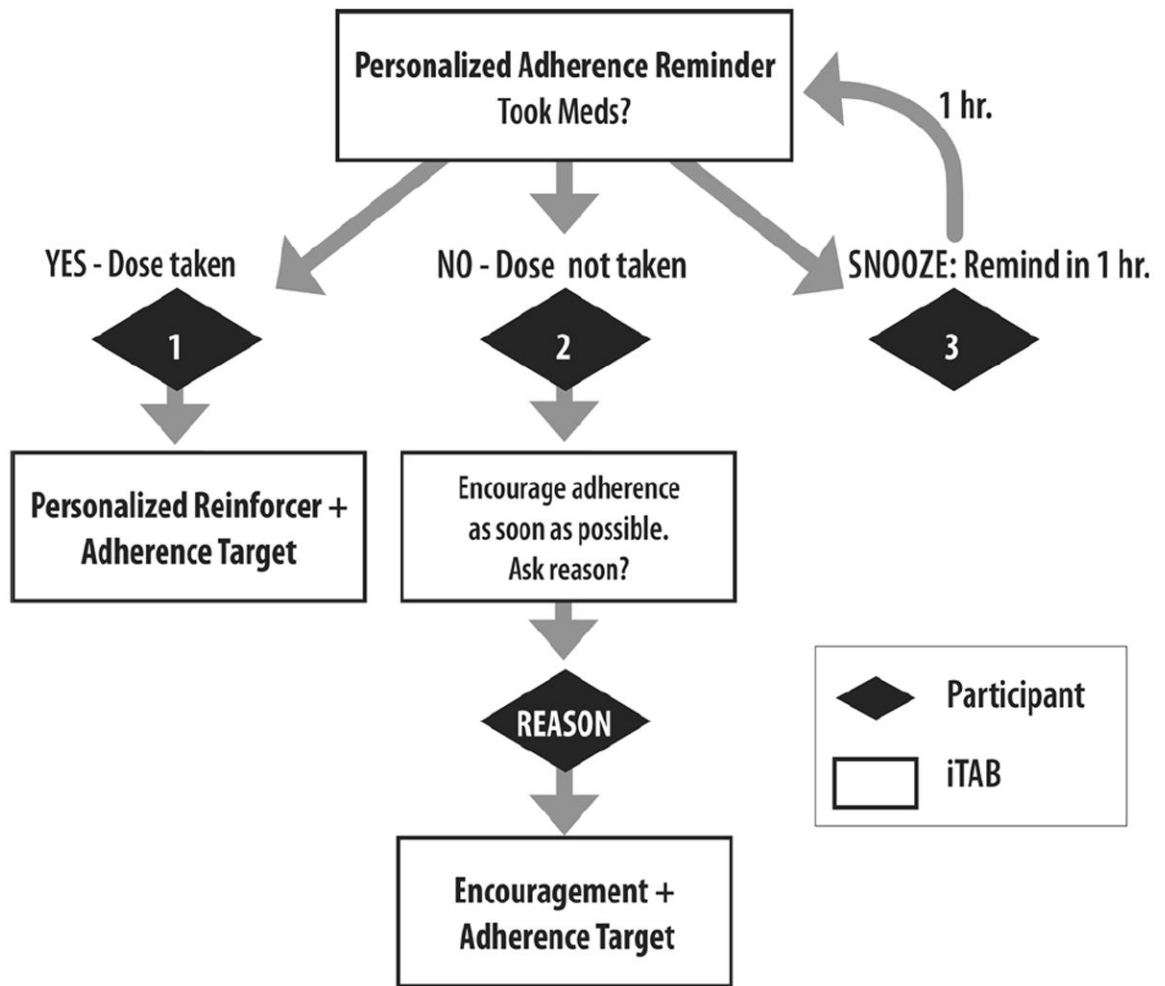 Personalized Adherence Reminder
Took Meds?
1 hr.
YES - Dose taken
NO - Dose not taken
SNOOZE: Remind in 1 hr.
1
2
3
Personalized Reinforcer +
Adherence Target
Encourage adherence
as soon as possible.
Ask reason?
REASON
Encouragement +
Adherence Target
Participant
iTAB